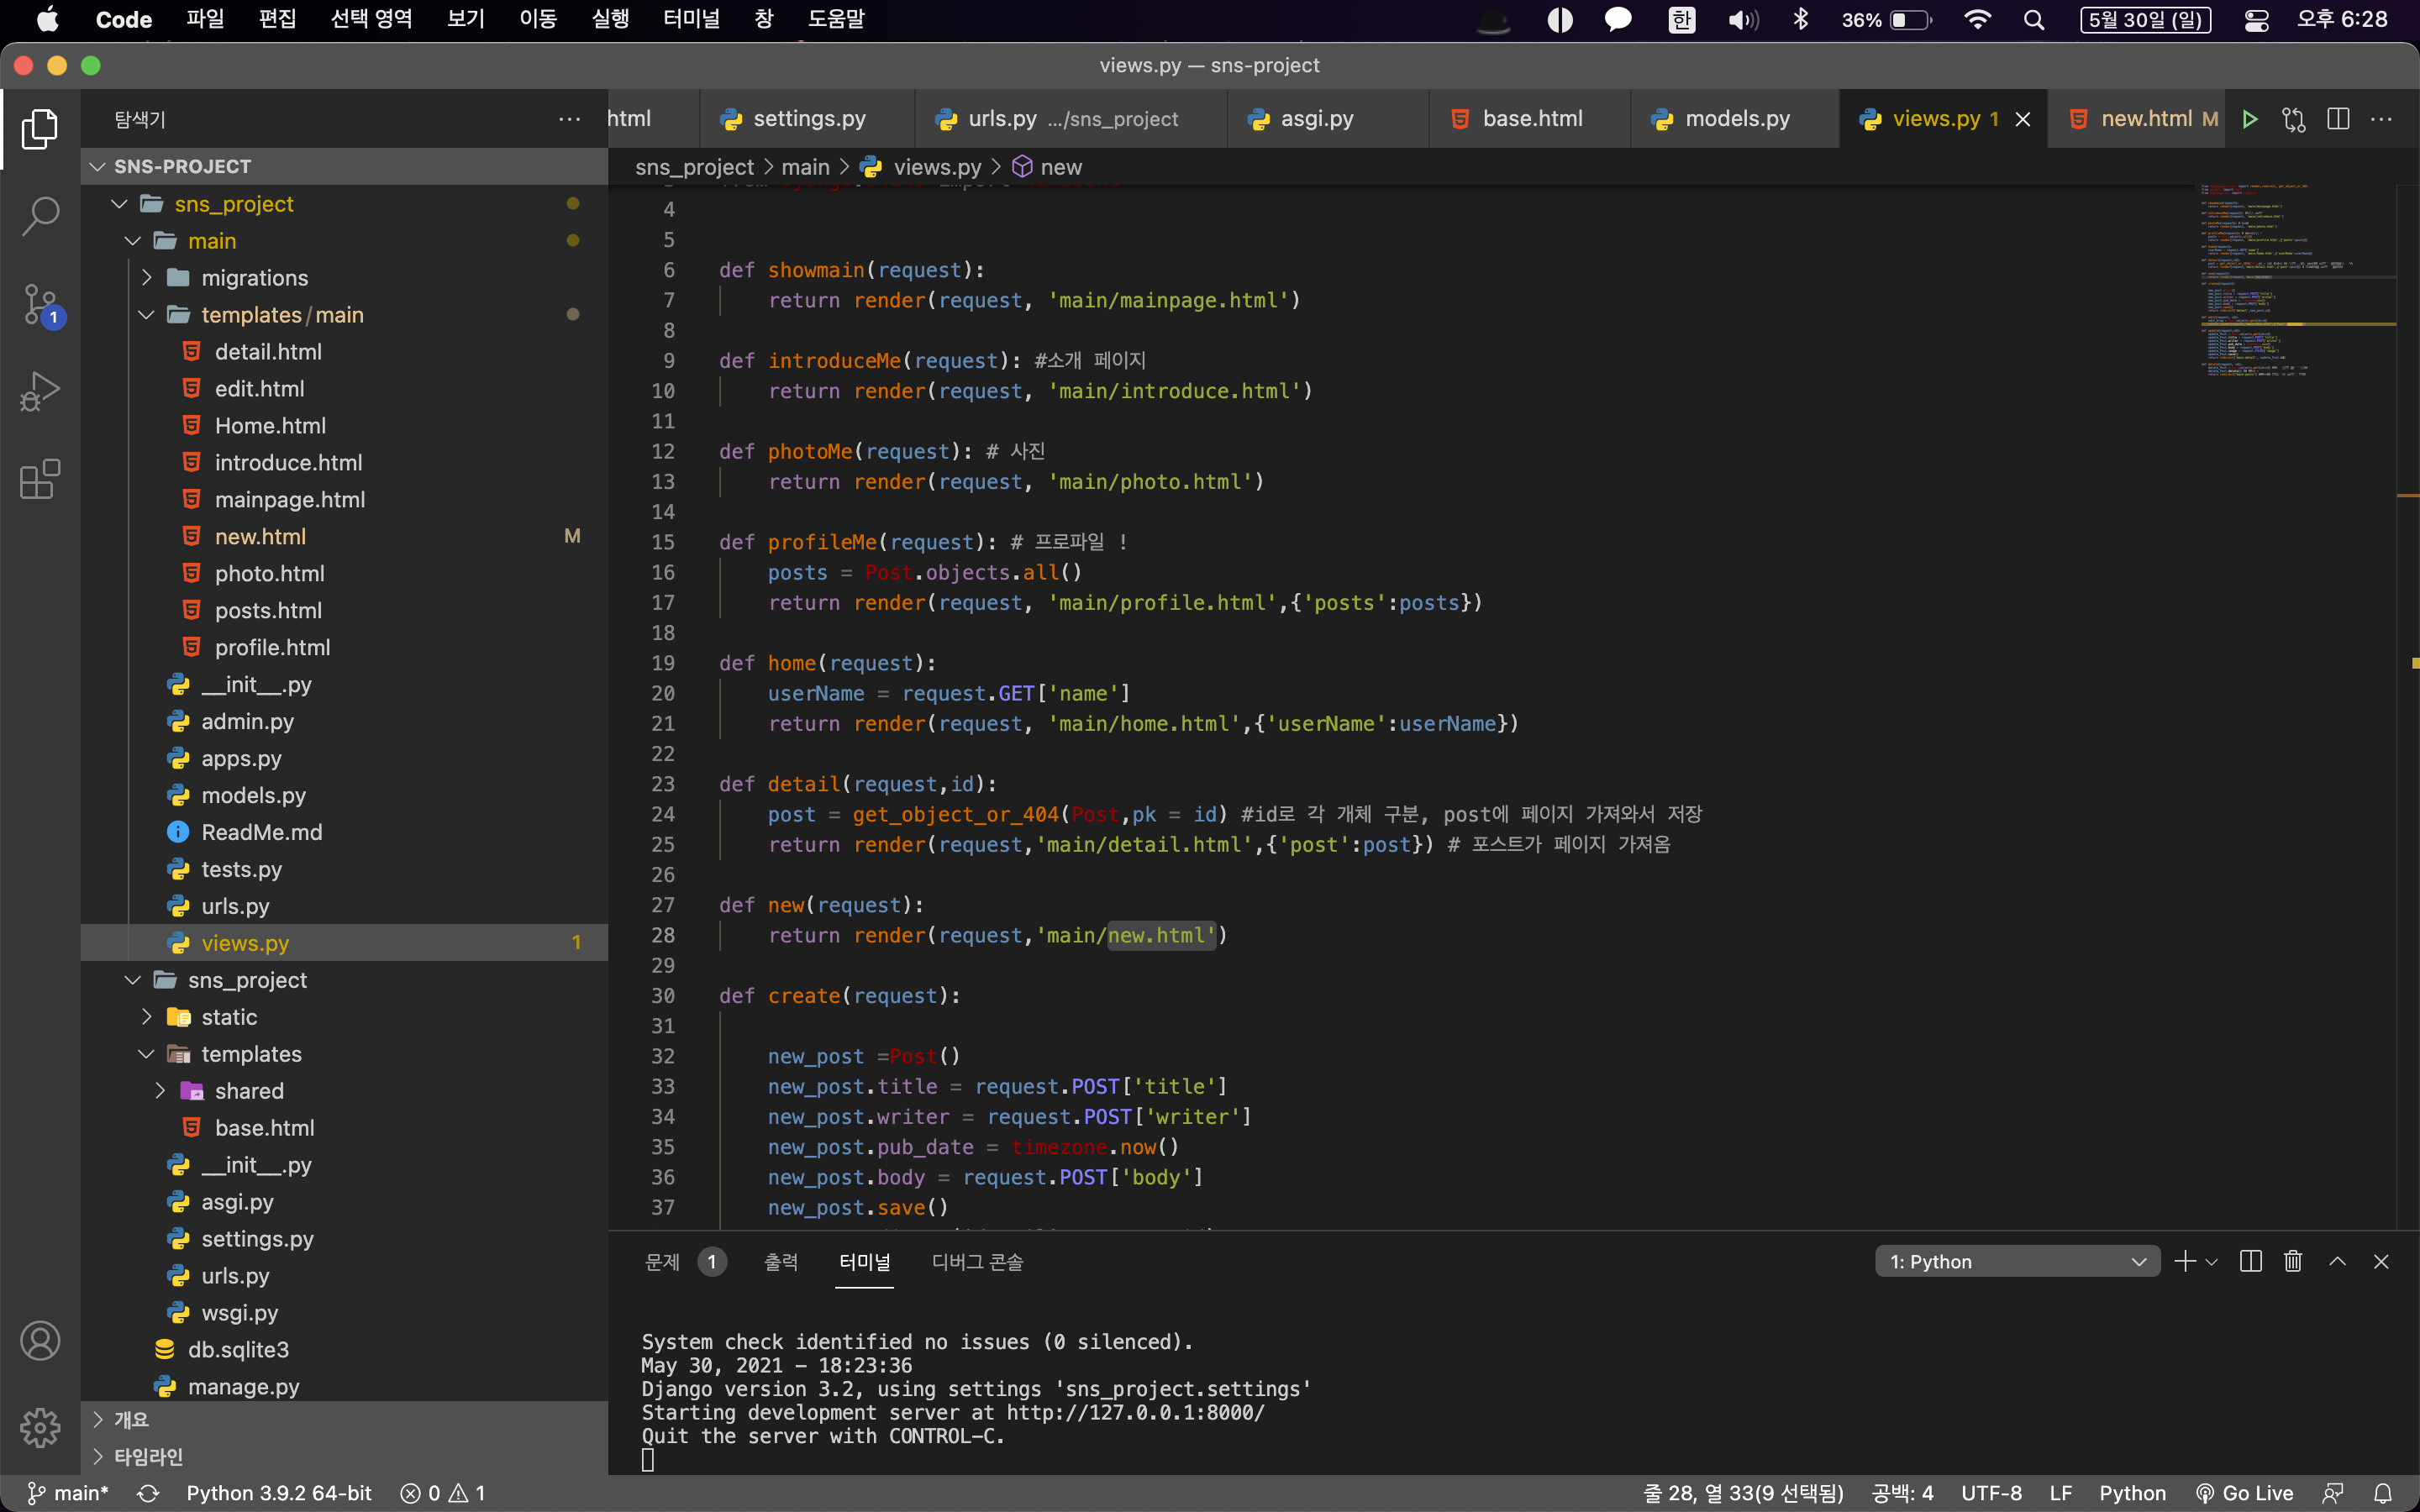 Code 파일 편집 선택 영역 보기 이동 실행 터미널 창 도움말 한 36% 5월 30일 (일) 오후 6:28
views.py — sns-project
탐색기
html settings.py urls.py .../sns_project asgi.py base.html models.py views.py 1 new.html M
SNS-PROJECT
sns_project > main > views.py > new
sns_project
main
migrations
templates/main
detail.html
edit.html
Home.html
introduce.html
mainpage.html
new.html M
photo.html
posts.html
profile.html
__init__.py
admin.py
apps.py
models.py
ReadMe.md
tests.py
urls.py
views.py 1
sns_project
static
templates
shared
base.html
__init__.py
asgi.py
settings.py
urls.py
wsgi.py
db.sqlite3
manage.py
개요
타임라인
1
4
5
6 def showmain(request):
7 return render(request, 'main/mainpage.html')
8
9 def introduceMe(request): #소개 페이지
10 return render(request, 'main/introduce.html')
11
12 def photoMe(request): # 사진
13 return render(request, 'main/photo.html')
14
15 def profileMe(request): # 프로파일 !
16 posts = Post.objects.all()
17 return render(request, 'main/profile.html',{'posts':posts})
18
19 def home(request):
20 userName = request.GET['name']
21 return render(request, 'main/home.html',{'userName':userName})
22
23 def detail(request,id):
24 post = get_object_or_404(Post,pk = id) #id로 각 개체 구분, post에 페이지 가져와서 저장
25 return render(request,'main/detail.html',{'post':post}) # 포스트가 페이지 가져옴
26
27 def new(request):
28 return render(request,'main/new.html')
29
30 def create(request):
31
32 new_post =Post()
33 new_post.title = request.POST['title']
34 new_post.writer = request.POST['writer']
35 new_post.pub_date = timezone.now()
36 new_post.body = request.POST['body']
37 new_post.save()
문제 1 출력 터미널 디버그 콘솔 1: Python
System check identified no issues (0 silenced).
May 30, 2021 - 18:23:36
Django version 3.2, using settings 'sns_project.settings'
Starting development server at http://127.0.0.1:8000/
Quit the server with CONTROL-C.
main* Python 3.9.2 64-bit 0 1 줄 28, 열 33(9 선택됨) 공백: 4 UTF-8 LF Python Go Live